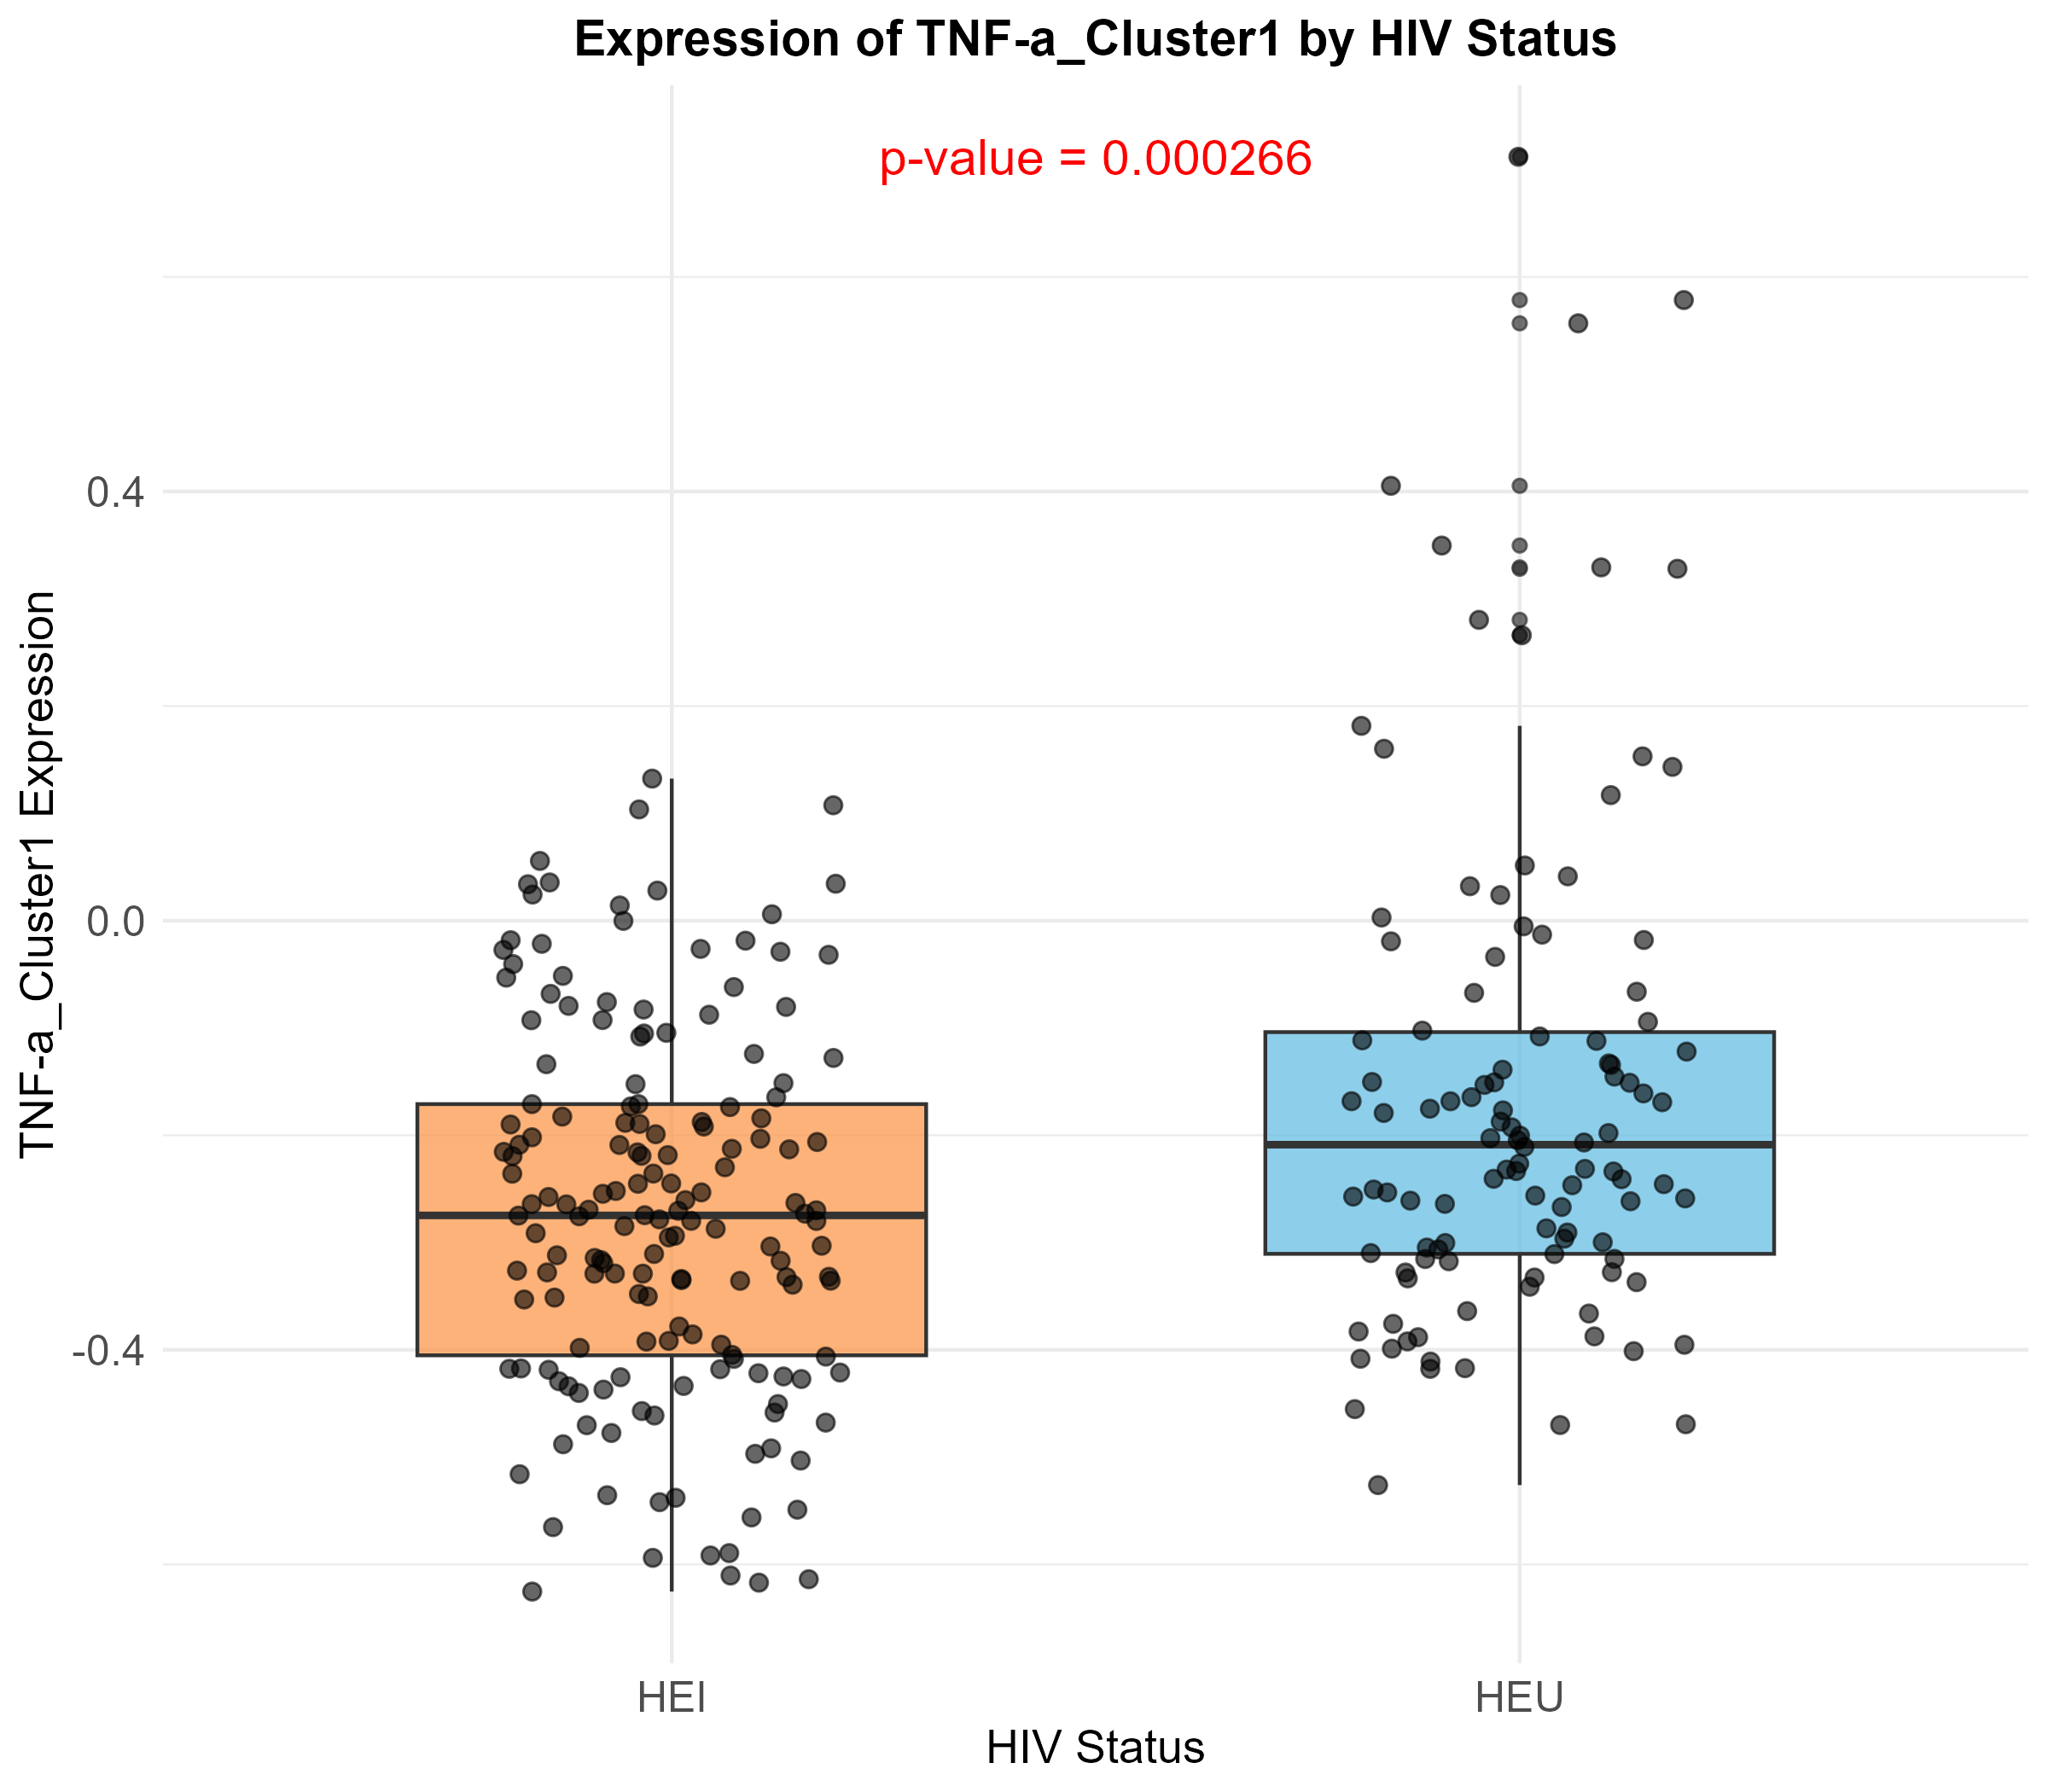 Expression of TNF-a_Cluster1 by HIV Status
p-value = 0.000266
TNF-a_Cluster1 Expression
0.4
0.0
-0.4
HEI
HEU
HIV Status